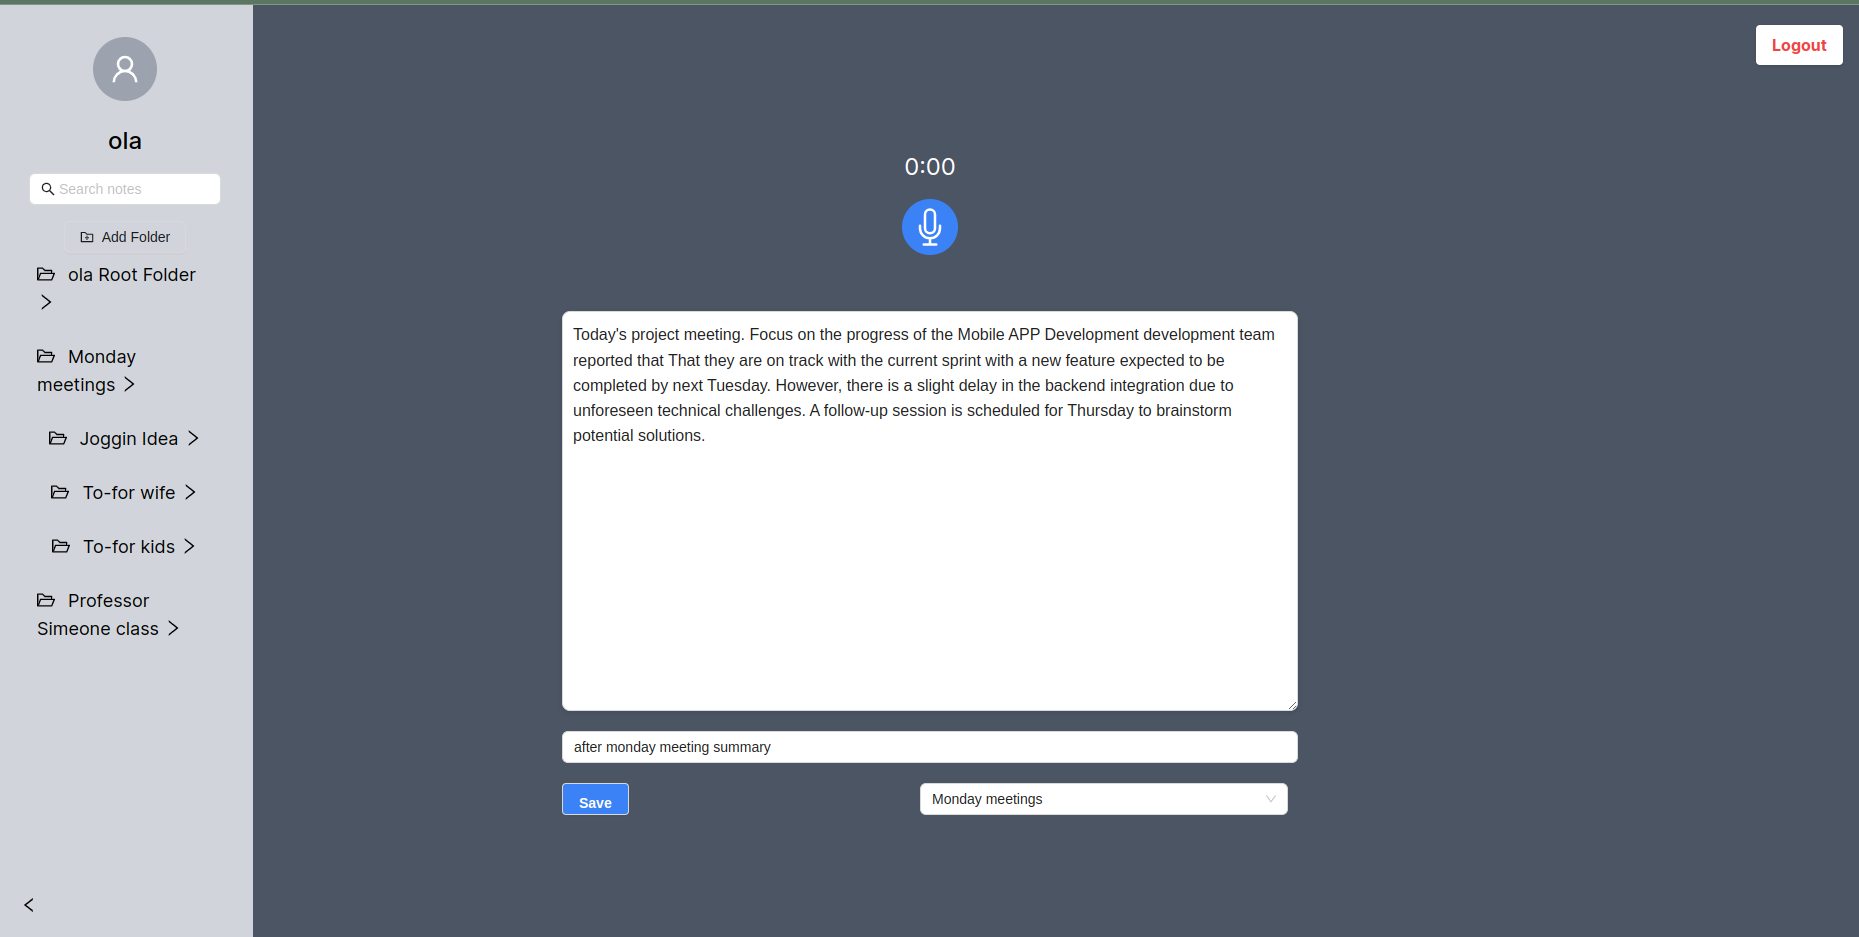 ola
Search notes
Add Folder
ola Root Folder
Monday
meetings
Joggin Idea
To-for wife
To-for kids
Professor
Simeone class
Logout
0:00
Today's project meeting. Focus on the progress of the Mobile APP Development development team
reported that That they are on track with the current sprint with a new feature expected to be
completed by next Tuesday. However, there is a slight delay in the backend integration due to
unforeseen technical challenges. A follow-up session is scheduled for Thursday to brainstorm
potential solutions.
after monday meeting summary
Save
Monday meetings